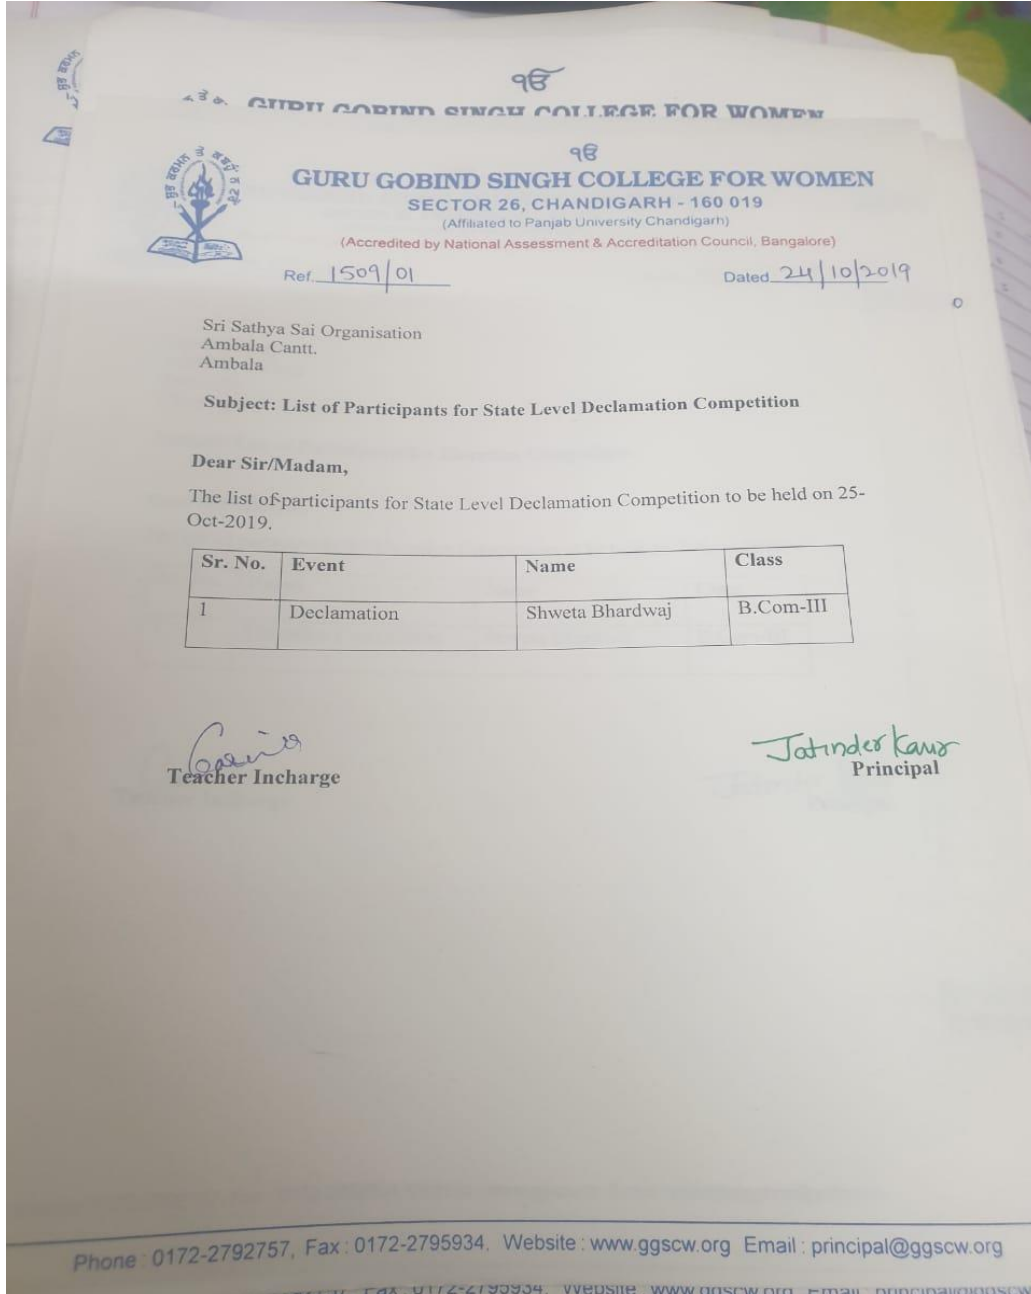 ੴ
GURU GOBIND SINGH COLLEGE FOR WOMEN
ੴ
ਸ਼ੁਭ ਕਰਮਨ ਤੇ ਕਬਹੂੰ ਨ ਟਰੋਂ
GURU GOBIND SINGH COLLEGE FOR WOMEN
SECTOR 26, CHANDIGARH - 160 019
(Affiliated to Panjab University Chandigarh)
(Accredited by National Assessment & Accreditation Council, Bangalore)
Ref. 1509/01 Dated 24/10/2019
Sri Sathya Sai Organisation
Ambala Cantt.
Ambala
Subject: List of Participants for State Level Declamation Competition
Dear Sir/Madam,
The list of participants for State Level Declamation Competition to be held on 25-
Oct-2019.
Sr. No. Event Name Class
1 Declamation Shweta Bhardwaj B.Com-III
Jatinder Kaur
Teacher Incharge Principal
Phone : 0172-2792757, Fax : 0172-2795934, Website : www.ggscw.org Email : principal@ggscw.org